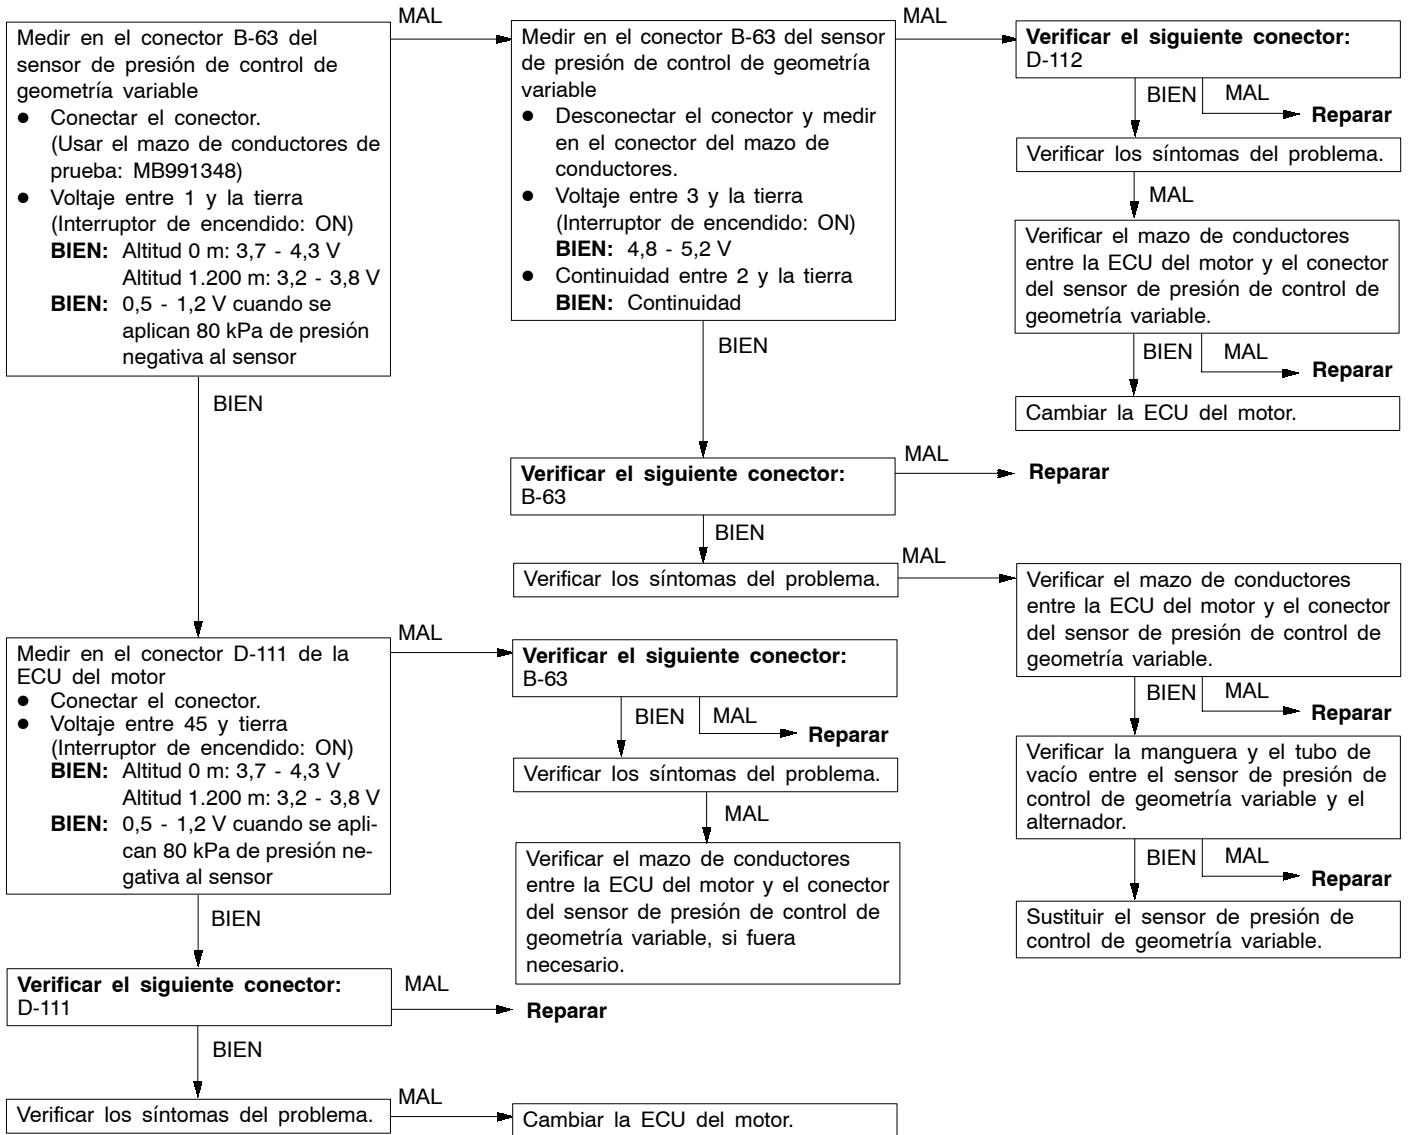 MAL
Medir en el conector B-63 del
sensor de presión de control de
geometría variable
● Conectar el conector.
(Usar el mazo de conductores de
prueba: MB991348)
● Voltaje entre 1 y la tierra
(Interruptor de encendido: ON)
BIEN: Altitud 0 m: 3,7 - 4,3 V
Altitud 1.200 m: 3,2 - 3,8 V
BIEN: 0,5 - 1,2 V cuando se
aplican 80 kPa de presión
negativa al sensor
BIEN
MAL
Medir en el conector B-63 del sensor
de presión de control de geometría
variable
● Desconectar el conector y medir
en el conector del mazo de
conductores.
● Voltaje entre 3 y la tierra
(Interruptor de encendido: ON)
BIEN: 4,8 - 5,2 V
● Continuidad entre 2 y la tierra
BIEN: Continuidad
BIEN
Verificar el siguiente conector:
D-112
BIEN
MAL
Reparar
Verificar los síntomas del problema.
MAL
Verificar el mazo de conductores
entre la ECU del motor y el conector
del sensor de presión de control de
geometría variable.
BIEN
MAL
Reparar
Cambiar la ECU del motor.
Verificar el siguiente conector:
B-63
MAL
Reparar
BIEN
Verificar los síntomas del problema.
MAL
Verificar el mazo de conductores
entre la ECU del motor y el conector
del sensor de presión de control de
geometría variable.
BIEN
MAL
Reparar
Verificar la manguera y el tubo de
vacío entre el sensor de presión de
control de geometría variable y el
alternador.
BIEN
MAL
Reparar
Sustituir el sensor de presión de
control de geometría variable.
Medir en el conector D-111 de la
ECU del motor
● Conectar el conector.
● Voltaje entre 45 y tierra
(Interruptor de encendido: ON)
BIEN: Altitud 0 m: 3,7 - 4,3 V
Altitud 1.200 m: 3,2 - 3,8 V
BIEN: 0,5 - 1,2 V cuando se apli-
can 80 kPa de presión ne-
gativa al sensor
MAL
Verificar el siguiente conector:
B-63
BIEN
MAL
Reparar
Verificar los síntomas del problema.
MAL
Verificar el mazo de conductores
entre la ECU del motor y el conector
del sensor de presión de control de
geometría variable, si fuera
necesario.
BIEN
Verificar el siguiente conector:
D-111
MAL
Reparar
BIEN
Verificar los síntomas del problema.
MAL
Cambiar la ECU del motor.